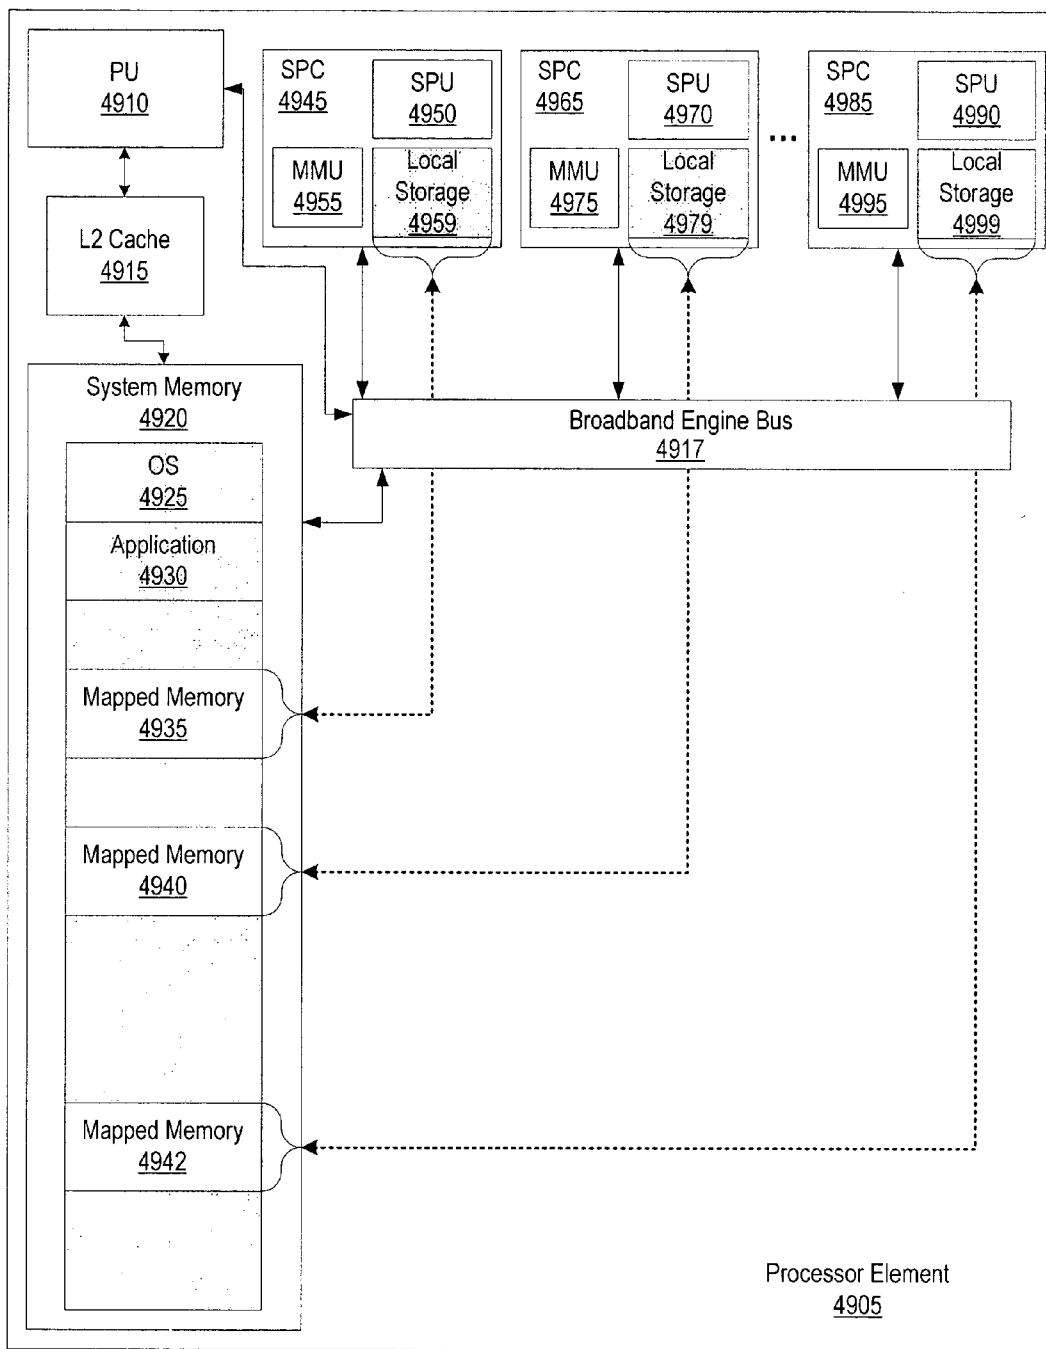 PU
4910
SPC
4945
SPU
4950
MMU
4955
Local
Storage
4959
SPC
4965
SPU
4970
MMU
4975
Local
Storage
4979
...
SPC
4985
SPU
4990
MMU
4995
Local
Storage
4999
L2 Cache
4915
System Memory
4920
Broadband Engine Bus
4917
OS
4925
Application
4930
Mapped Memory
4935
Mapped Memory
4940
Mapped Memory
4942
Processor Element
4905